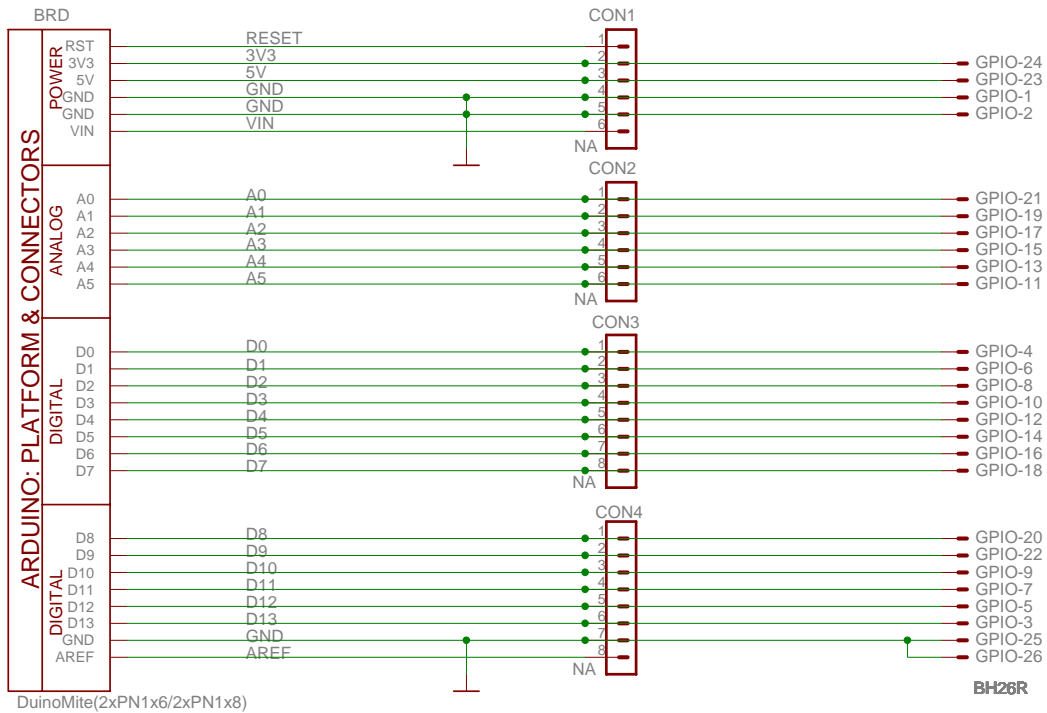 BRD CON1
RST RESET 1
3V3 3V3 2 GPIO-24
5V 5V 3 GPIO-23
GND GND 4 GPIO-1
GND GND 5 GPIO-2
VIN VIN 6
POWER
NA
CON2
A0 A0 1 GPIO-21
A1 A1 2 GPIO-19
A2 A2 3 GPIO-17
A3 A3 4 GPIO-15
A4 A4 5 GPIO-13
A5 A5 6 GPIO-11
ANALOG
NA
ARDUINO: PLATFORM & CONNECTORS
CON3
D0 D0 1 GPIO-4
D1 D1 2 GPIO-6
D2 D2 3 GPIO-8
D3 D3 4 GPIO-10
D4 D4 5 GPIO-12
D5 D5 6 GPIO-14
D6 D6 7 GPIO-16
D7 D7 8 GPIO-18
DIGITAL
NA
CON4
D8 D8 1 GPIO-20
D9 D9 2 GPIO-22
D10 D10 3 GPIO-9
D11 D11 4 GPIO-7
D12 D12 5 GPIO-5
D13 D13 6 GPIO-3
GND GND 7 GPIO-25
AREF AREF 8 GPIO-26
DIGITAL
NA
BH26R
DuinoMite(2xPN1x6/2xPN1x8)